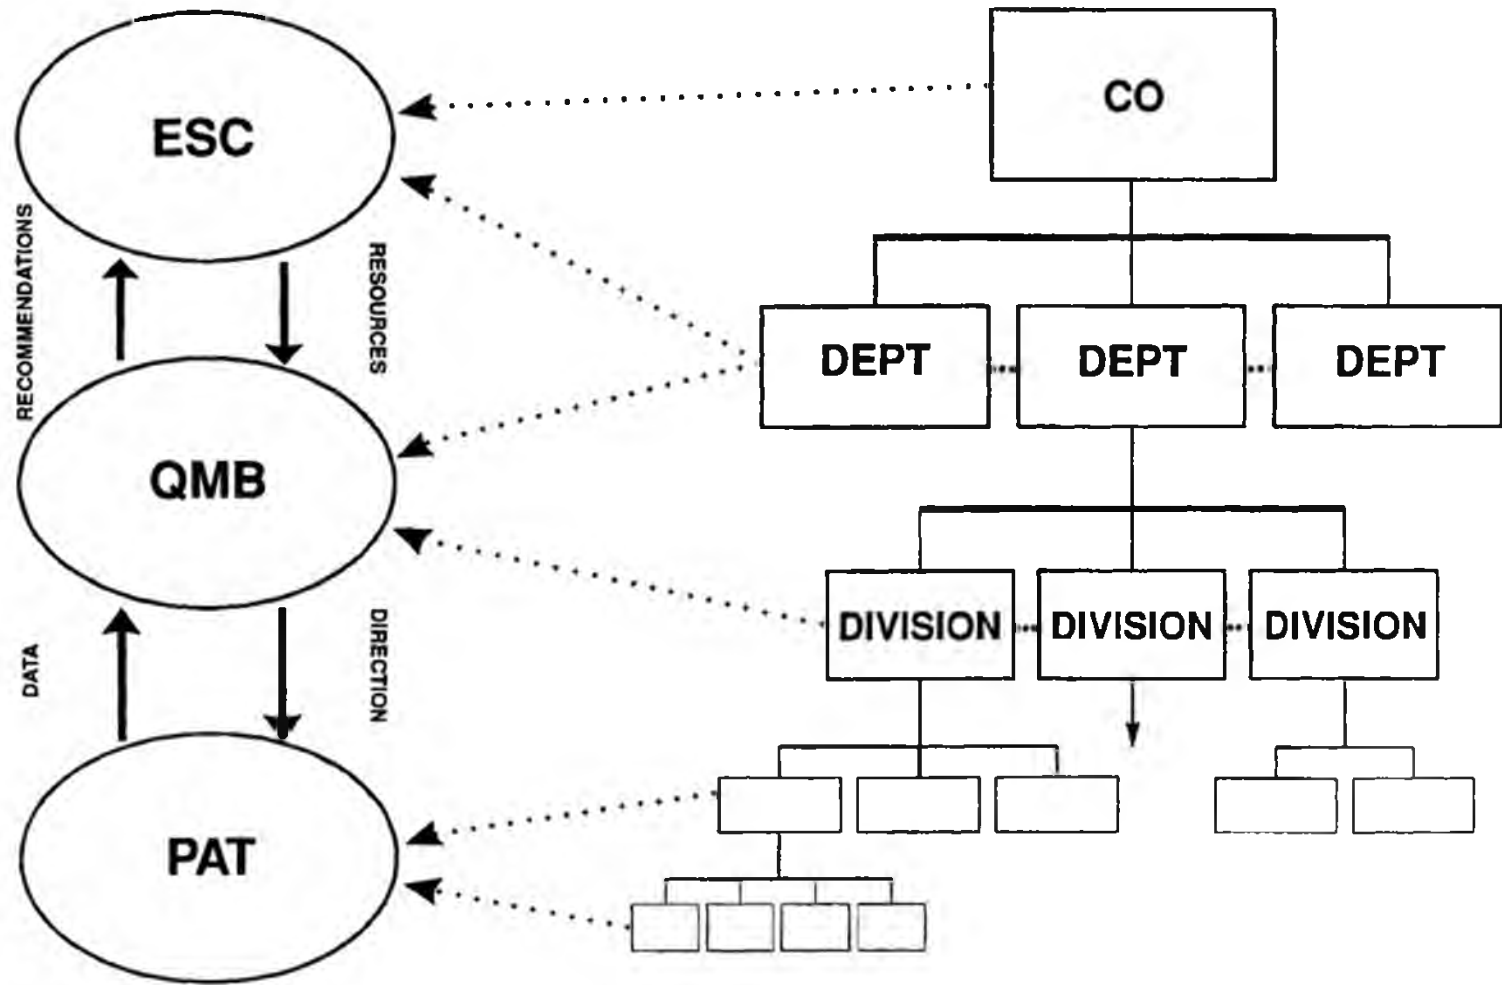 ESC
CO
RECOMMENDATIONS
RESOURCES
DEPT
DEPT
DEPT
QMB
DIVISION
DIVISION
DIVISION
DATA
DIRECTION
PAT